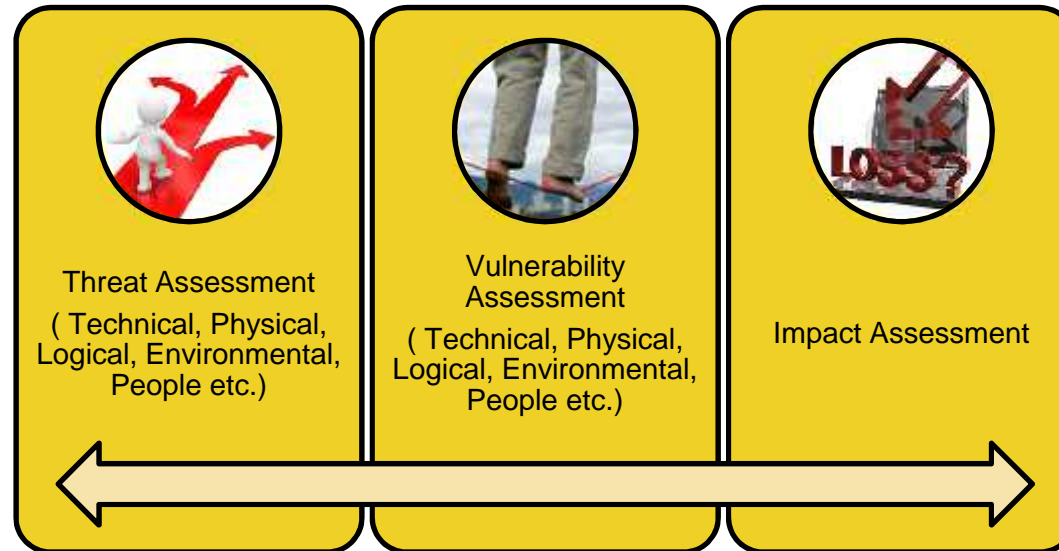 Threat Assessment
( Technical, Physical,
Logical, Environmental,
People etc.)
Vulnerability
Assessment
( Technical, Physical,
Logical, Environmental,
People etc.)
LOSS?
Impact Assessment